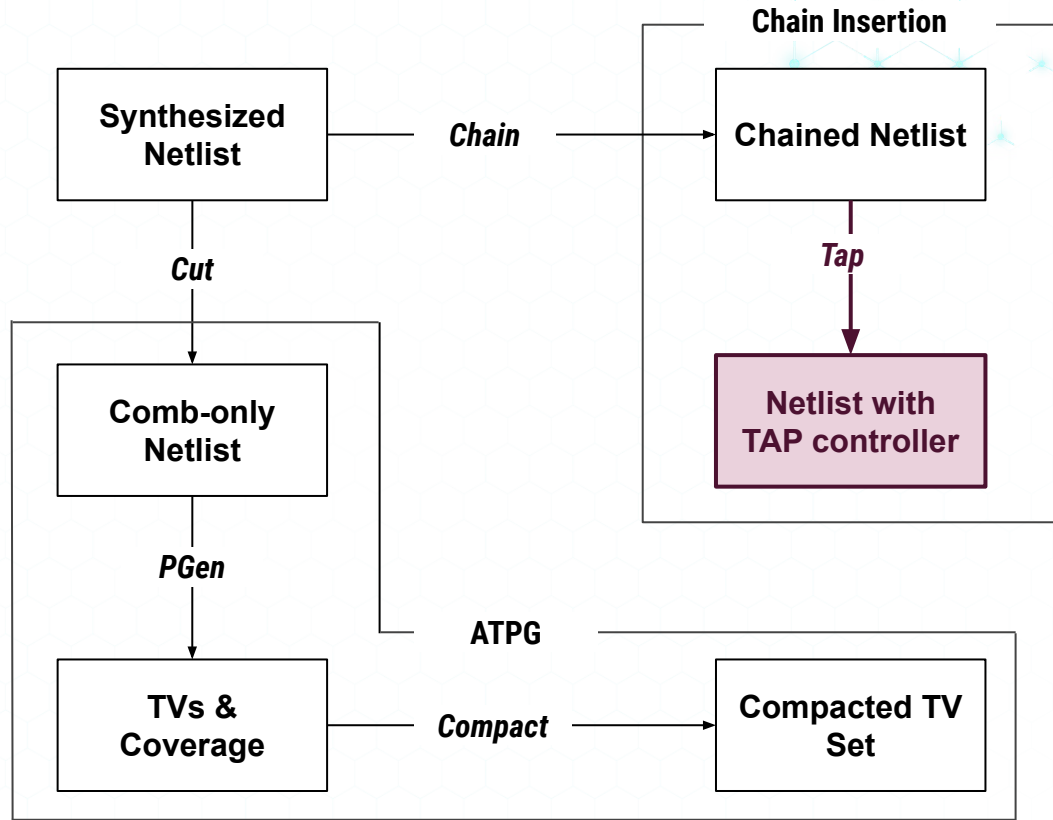 Chain Insertion
Synthesized
Netlist
Chain
Chained Netlist
Cut
Tap
Comb-only
Netlist
Netlist with
TAP controller
PGen
ATPG
TVs &
Coverage
Compact
Compacted TV
Set